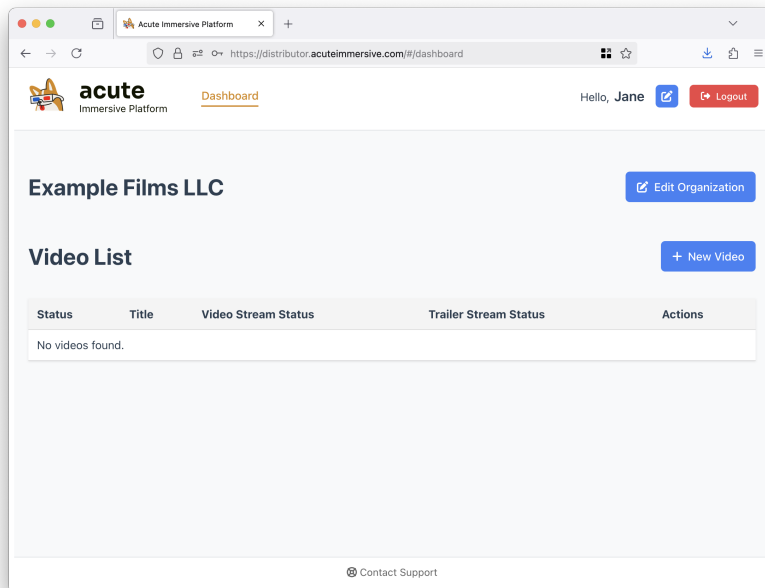 Acute Immersive Platform
https://distributor.acuteimmersive.com/#/dashboard
acute
Immersive Platform
Dashboard
Hello, Jane
Logout
Example Films LLC
Edit Organization
Video List
+ New Video
Status Title Video Stream Status Trailer Stream Status Actions
No videos found.
Contact Support